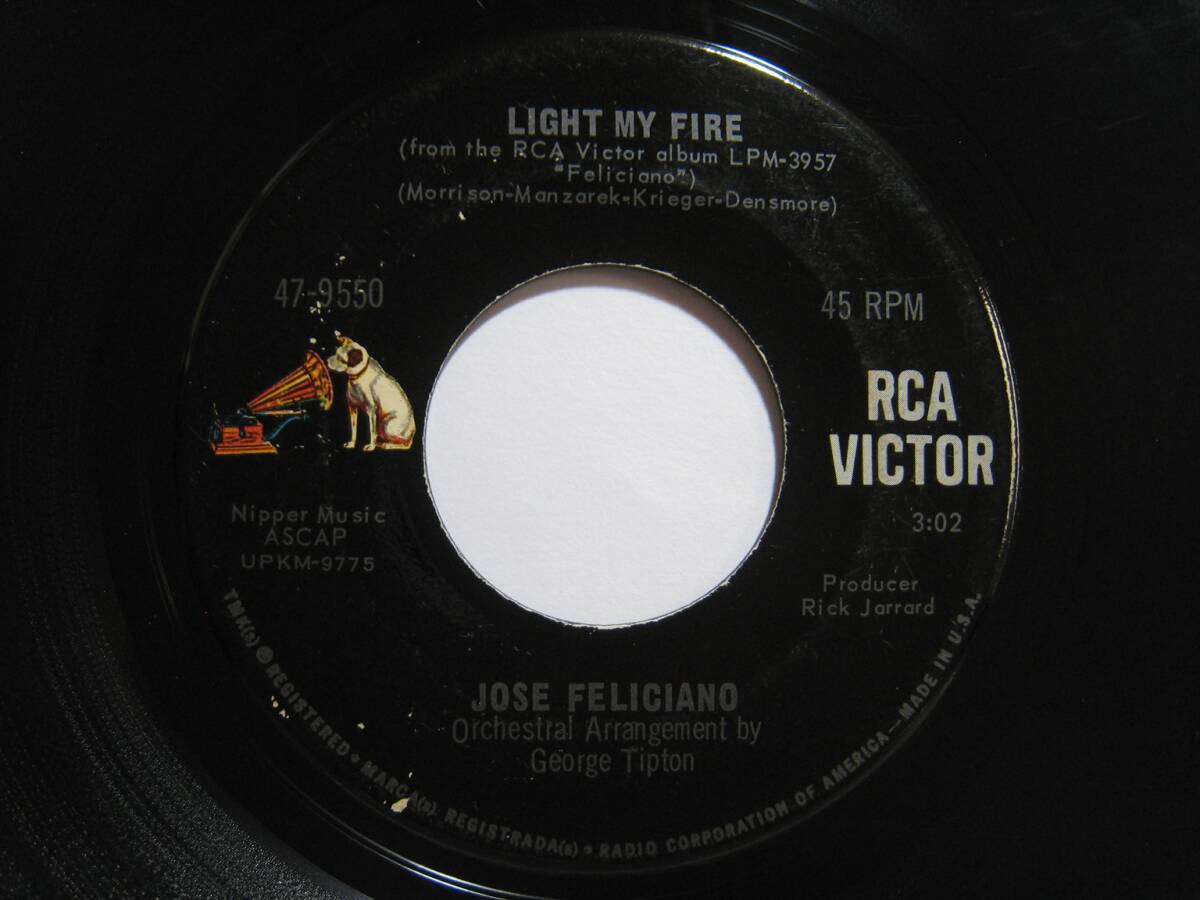 LIGHT MY FIRE
(from the RCA Victor album LPM-3957
"Feliciano")
(Morrison-Manzarek-Krieger-Densmore)
47-9550
45 RPM
RCA
VICTOR
3:02
Nipper Music
ASCAP
UPKM-9775
Producer
Rick Jarrard
JOSE FELICIANO
Orchestral Arrangement by
George Tipton
TMK(s) ® REGISTERED • MARCA(s) REGISTRADA(s) • RADIO CORPORATION OF AMERICA—MADE IN U.S.A.